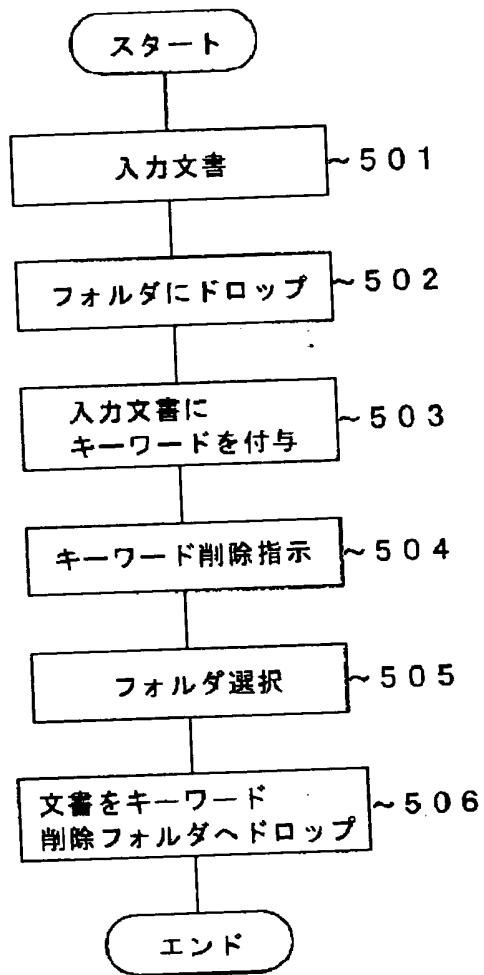 スタート
入力文書 ~501
フォルダにドロップ ~502
入力文書に
キーワードを付与 ~503
キーワード削除指示 ~504
フォルダ選択 ~505
文書をキーワード ~506
削除フォルダへドロップ
エンド